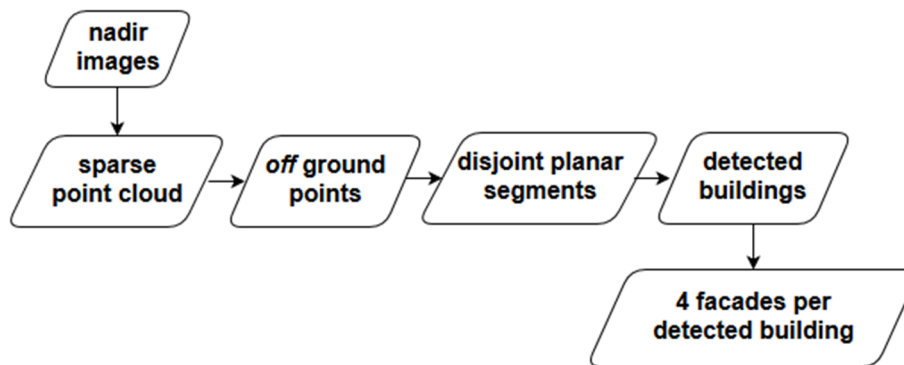 nadir
images
sparse
point cloud
off ground
points
disjoint planar
segments
detected
buildings
4 facades per
detected building